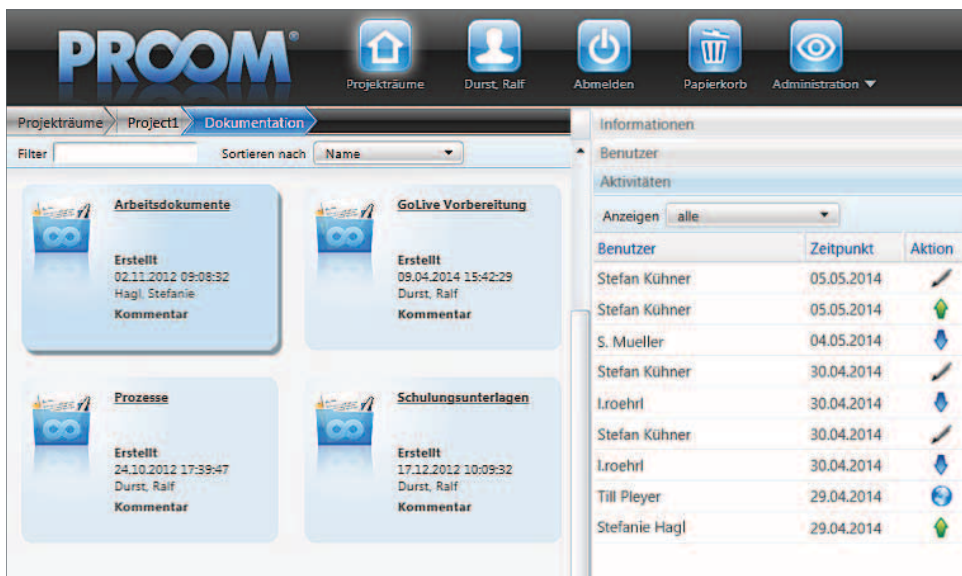 PROOM®
Projekträume Durst, Ralf Abmelden Papierkorb Administration
Projekträume Project1 Dokumentation
Filter Sortieren nach Name
Arbeitsdokumente
Erstellt
02.11.2012 09:08:32
Hagl, Stefanie
Kommentar
GoLive Vorbereitung
Erstellt
09.04.2014 15:42:29
Durst, Ralf
Kommentar
Prozesse
Erstellt
24.10.2012 17:39:47
Durst, Ralf
Kommentar
Schulungsunterlagen
Erstellt
17.12.2012 10:09:32
Durst, Ralf
Kommentar
Informationen
Benutzer
Aktivitäten
Anzeigen alle
Benutzer Zeitpunkt Aktion
Stefan Kühner 05.05.2014
Stefan Kühner 05.05.2014
S. Mueller 04.05.2014
Stefan Kühner 30.04.2014
l.roehrl 30.04.2014
Stefan Kühner 30.04.2014
l.roehrl 30.04.2014
Till Pleyer 29.04.2014
Stefanie Hagl 29.04.2014